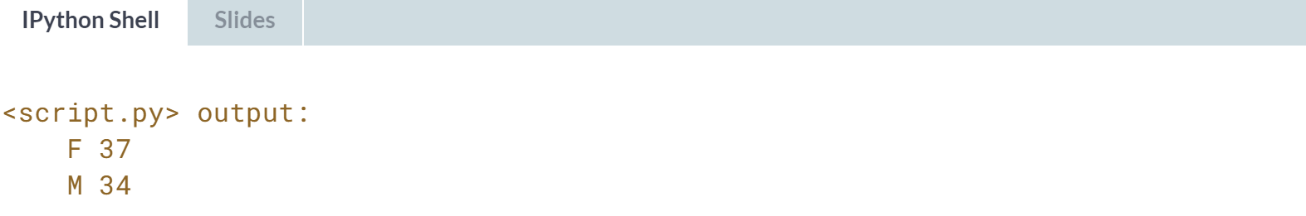 IPython Shell Slides
<script.py> output:
F 37
M 34